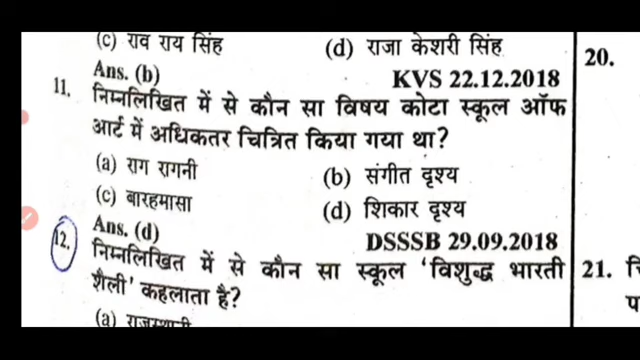 (c) राव राय सिंह (d) राजा केशरी सिंह
Ans. (b) KVS 22.12.2018
11. निम्नलिखित में से कौन सा विषय कोटा स्कूल ऑफ
आर्ट में अधिकतर चित्रित किया गया था?
(a) राग रागनी (b) संगीत दृश्य
(c) बारहमासा (d) शिकार दृश्य
Ans. (d) DSSSB 29.09.2018
12. निम्नलिखित में से कौन सा स्कूल 'विशुद्ध भारती
शैली' कहलाता है?
(a) राजस्थानी
20.
21.